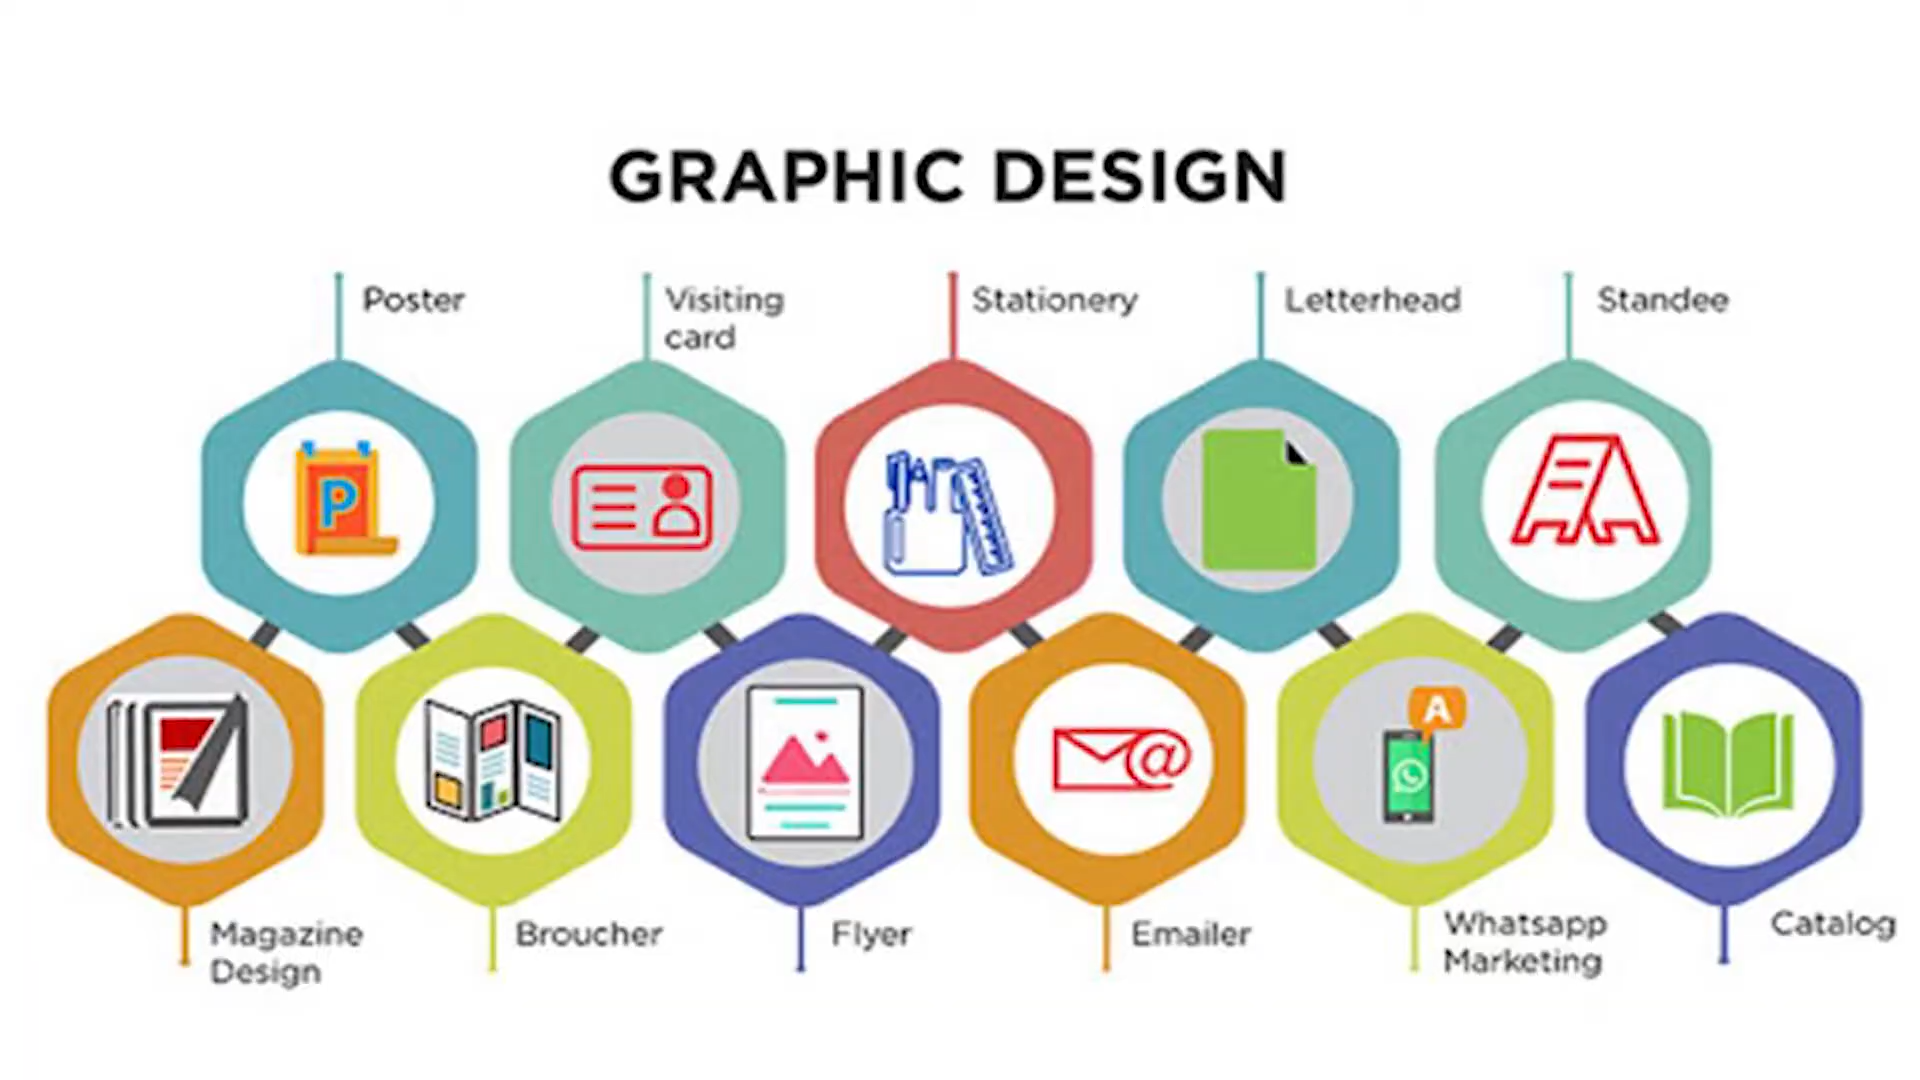 GRAPHIC DESIGN
Poster
Visiting
card
Stationery
Letterhead
Standee
P
A
@
Magazine
Design
Broucher
Flyer
Emailer
Whatsapp
Marketing
Catalog